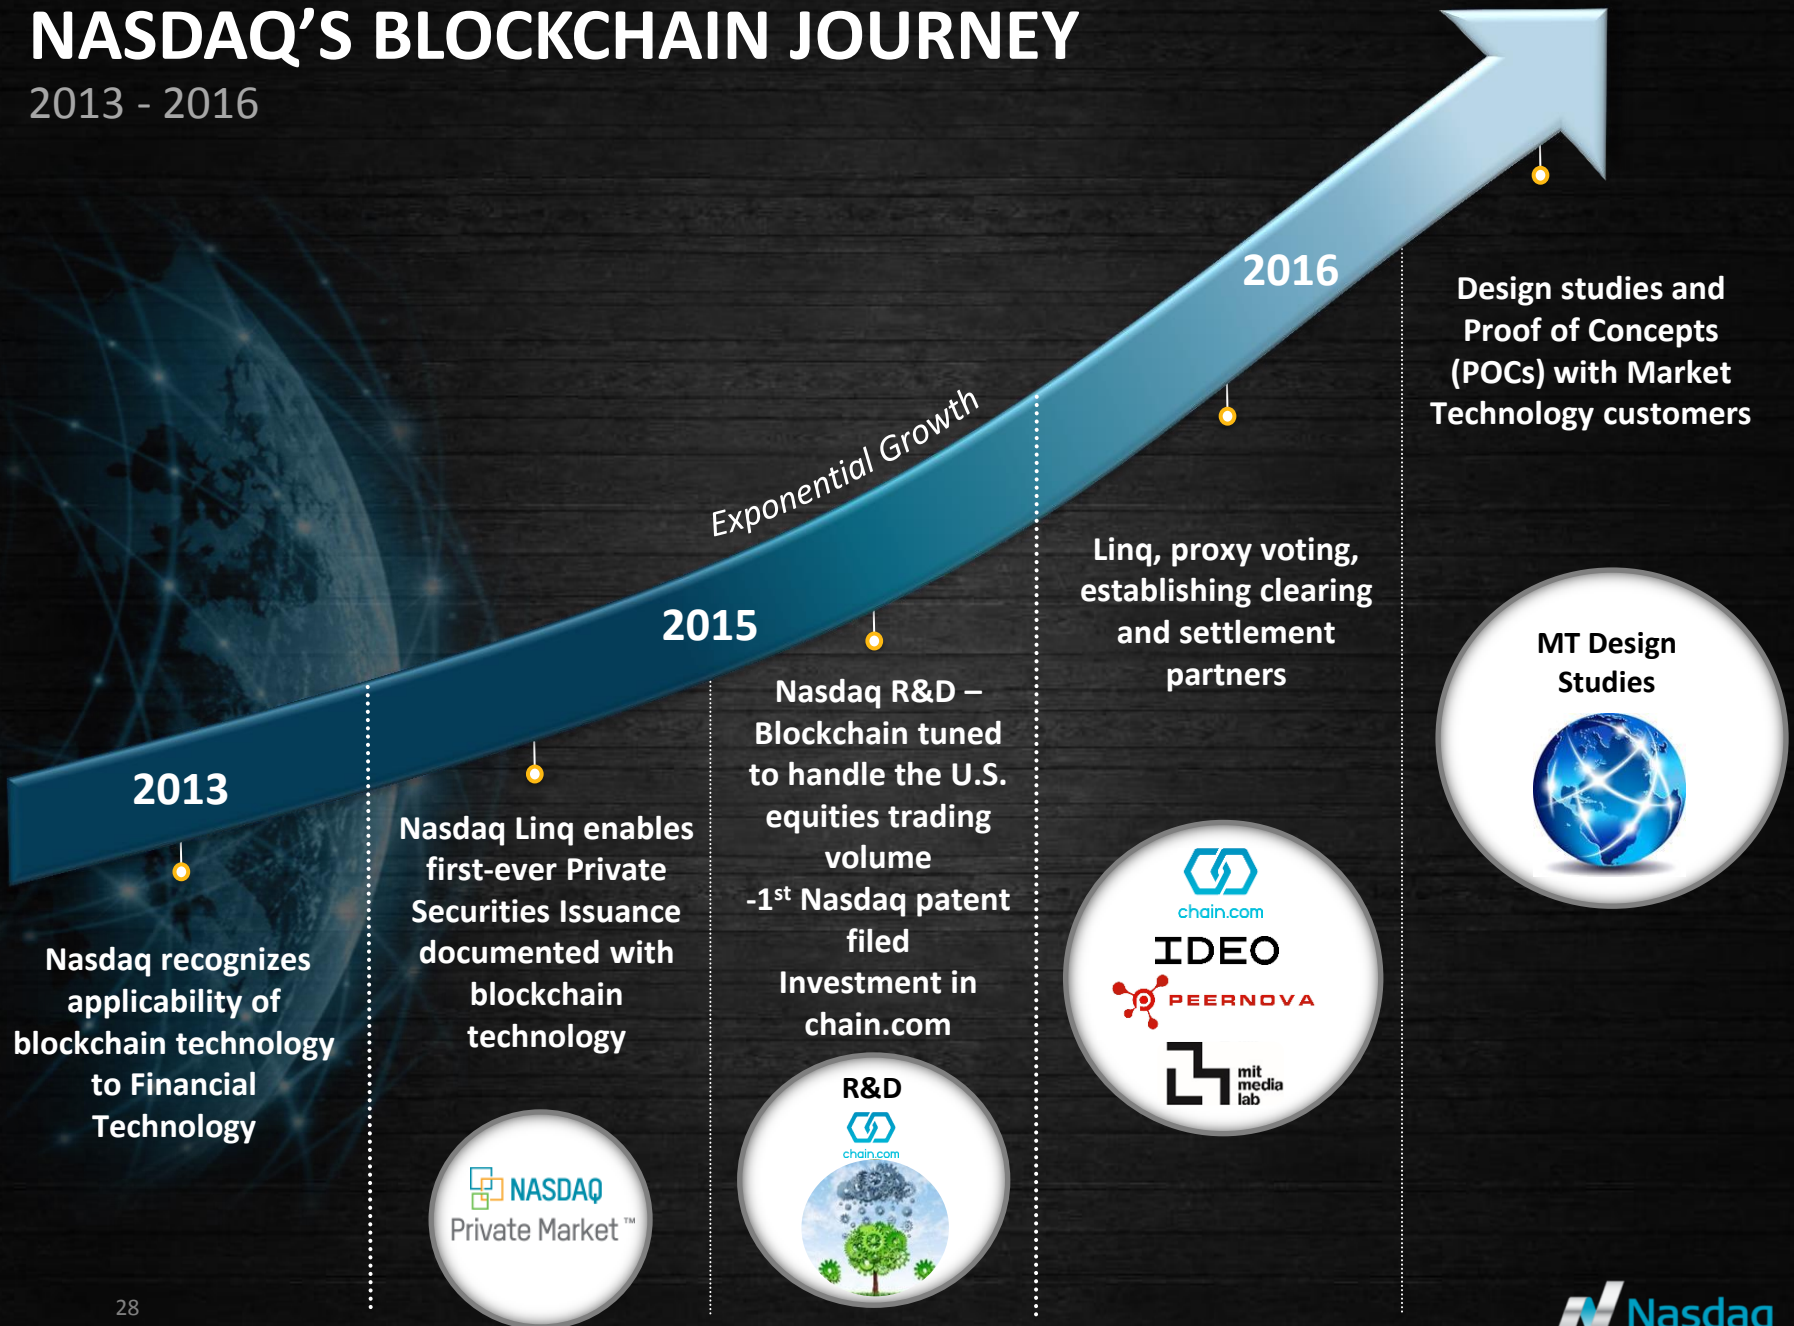 NASDAQ’S BLOCKCHAIN JOURNEY
2013 - 2016
2013
Nasdaq recognizes
applicability of
blockchain technology
to Financial
Technology
Nasdaq Linq enables
first-ever Private
Securities Issuance
documented with
blockchain
technology
NASDAQ
Private Market™
2015
Exponential Growth
Nasdaq R&D –
Blockchain tuned
to handle the U.S.
equities trading
volume
-1st Nasdaq patent
filed
Investment in
chain.com
R&D
chain.com
2016
Linq, proxy voting,
establishing clearing
and settlement
partners
chain.com
IDEO
PEERNOVA
mit
media
lab
Design studies and
Proof of Concepts
(POCs) with Market
Technology customers
MT Design
Studies
28
Nasdaq